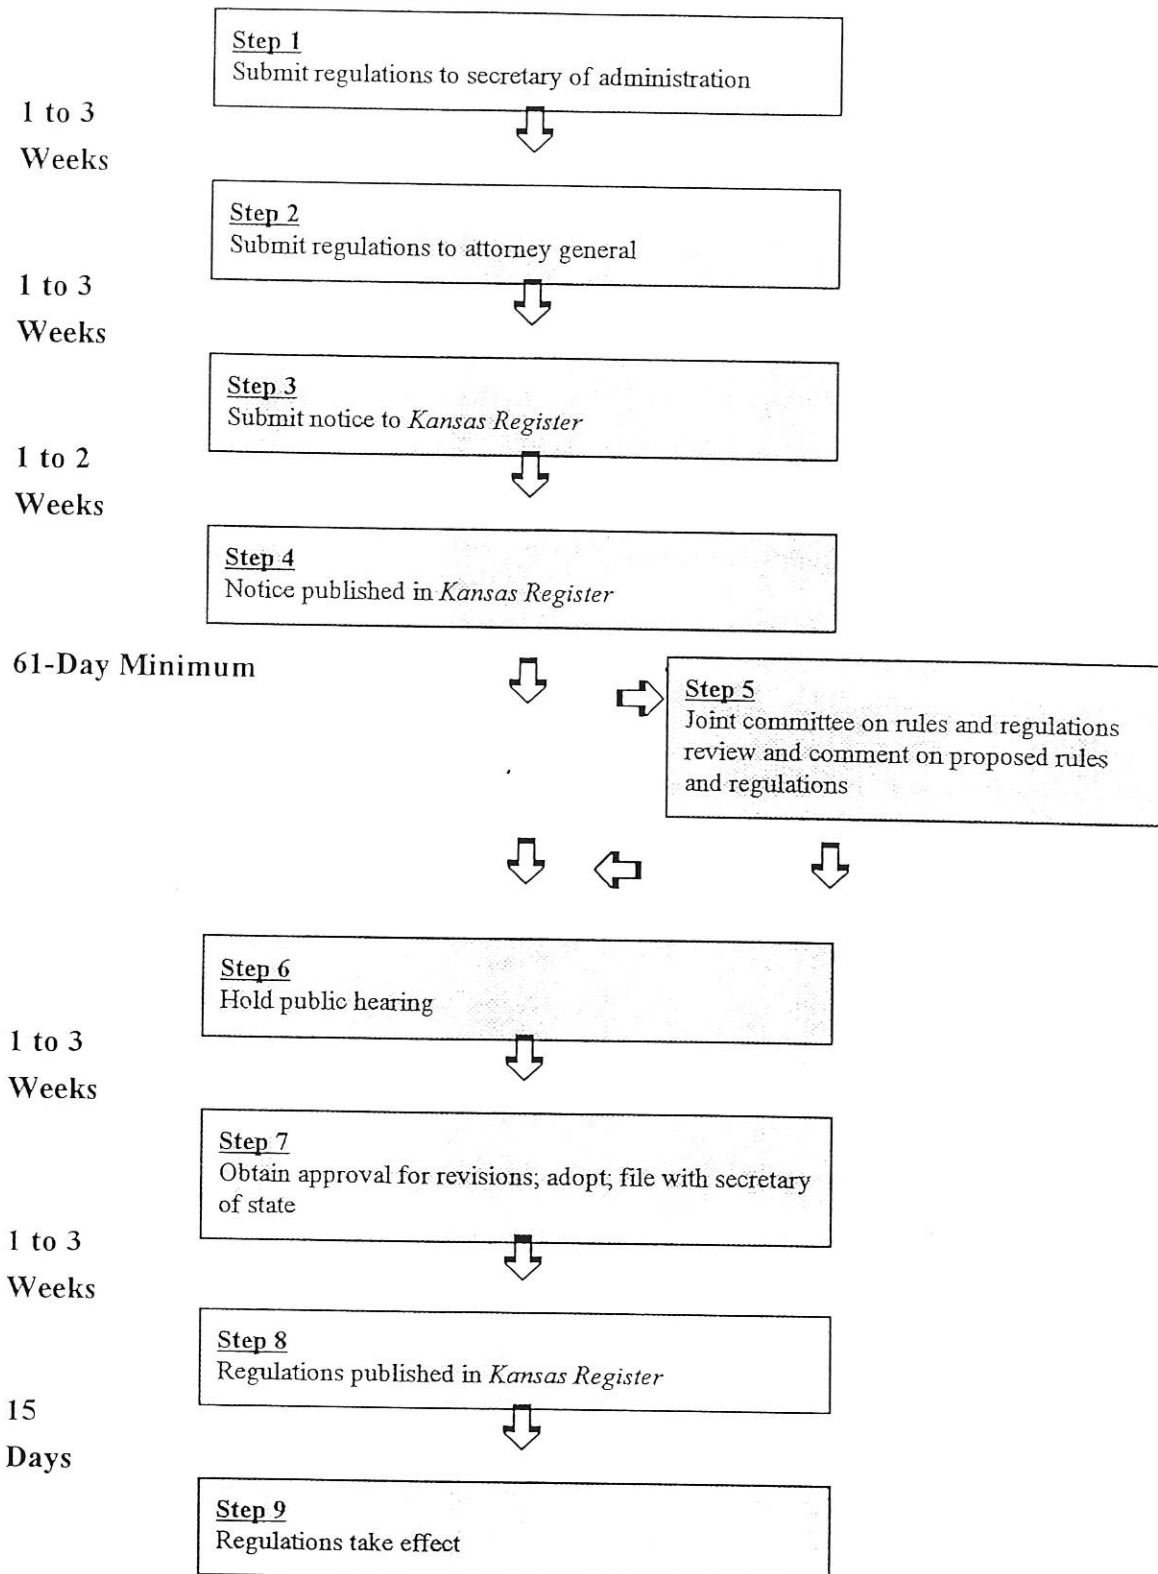 Step 1
Submit regulations to secretary of administration
1 to 3
Weeks
Step 2
Submit regulations to attorney general
1 to 3
Weeks
Step 3
Submit notice to Kansas Register
1 to 2
Weeks
Step 4
Notice published in Kansas Register
61-Day Minimum
Step 5
Joint committee on rules and regulations
review and comment on proposed rules
and regulations
Step 6
Hold public hearing
1 to 3
Weeks
Step 7
Obtain approval for revisions; adopt; file with secretary
of state
1 to 3
Weeks
Step 8
Regulations published in Kansas Register
15
Days
Step 9
Regulations take effect